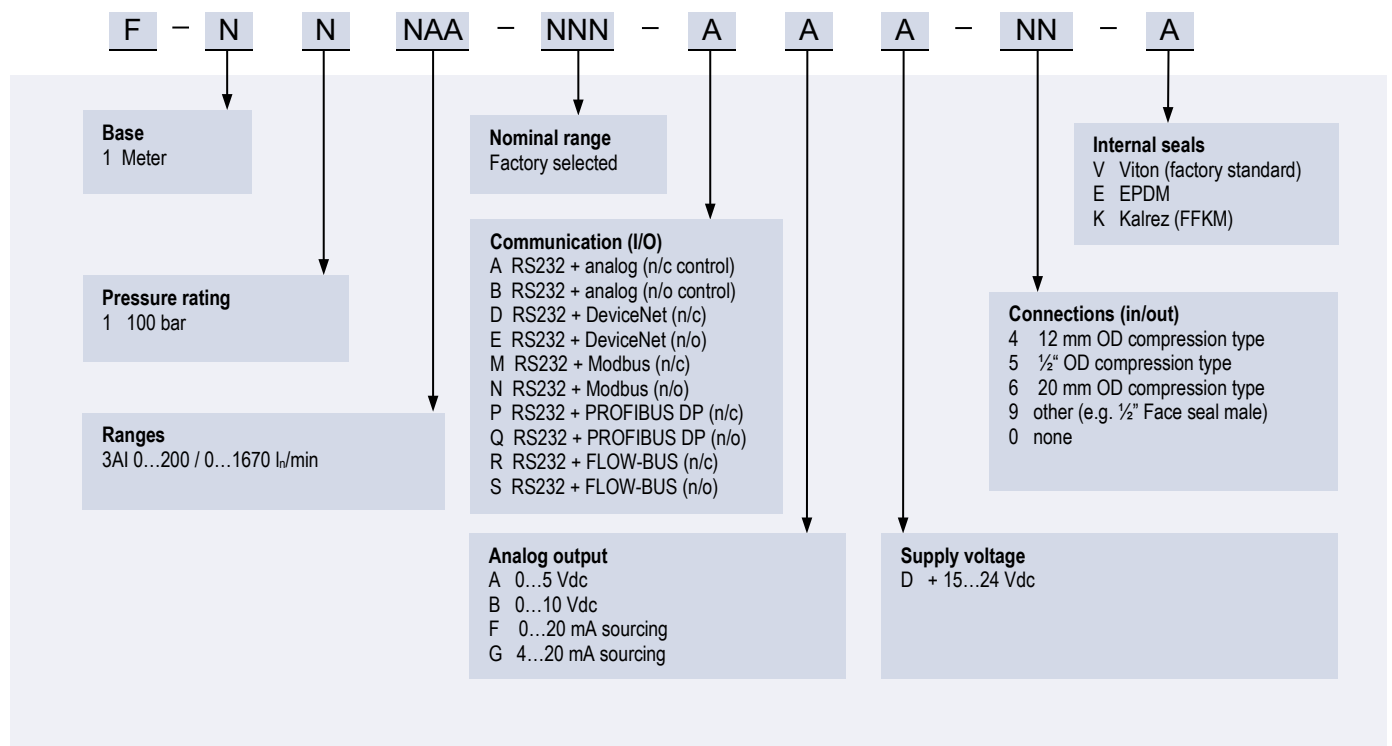 F – N N NAA – NNN – A A A – NN – A
Base
1 Meter
Pressure rating
1 100 bar
Ranges
3AI 0…200 / 0…1670 lₙ/min
Nominal range
Factory selected
Communication (I/O)
A RS232 + analog (n/c control)
B RS232 + analog (n/o control)
D RS232 + DeviceNet (n/c)
E RS232 + DeviceNet (n/o)
M RS232 + Modbus (n/c)
N RS232 + Modbus (n/o)
P RS232 + PROFIBUS DP (n/c)
Q RS232 + PROFIBUS DP (n/o)
R RS232 + FLOW-BUS (n/c)
S RS232 + FLOW-BUS (n/o)
Analog output
A 0…5 Vdc
B 0…10 Vdc
F 0…20 mA sourcing
G 4…20 mA sourcing
Supply voltage
D + 15…24 Vdc
Connections (in/out)
4 12 mm OD compression type
5 ½“ OD compression type
6 20 mm OD compression type
9 other (e.g. ½” Face seal male)
0 none
Internal seals
V Viton (factory standard)
E EPDM
K Kalrez (FFKM)